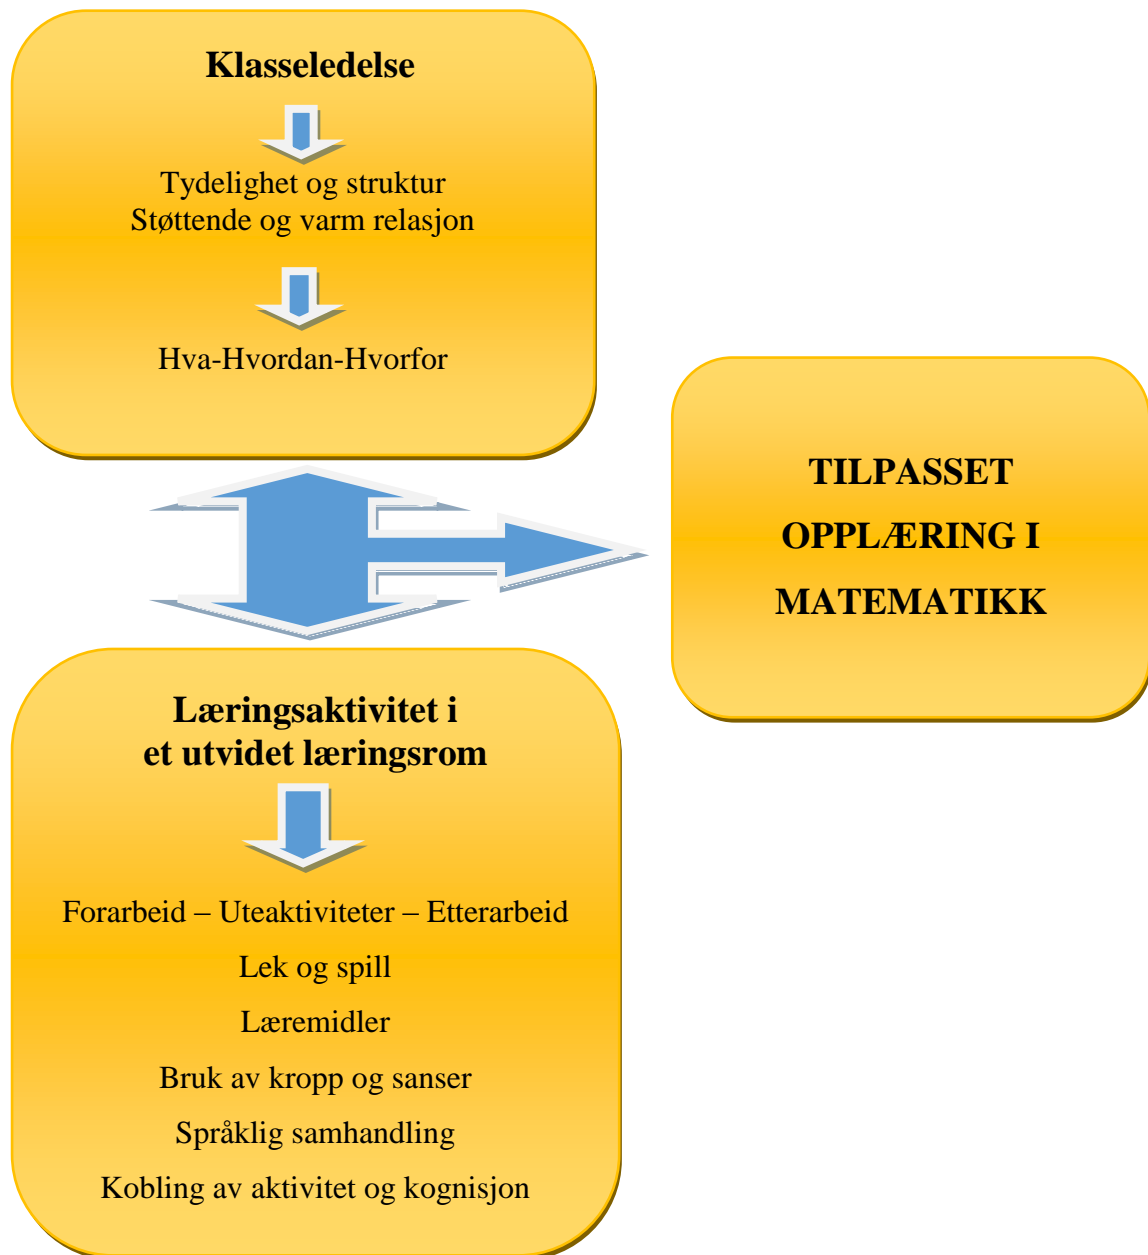 Klasseledelse
Tydelighet og struktur
Støttende og varm relasjon
Hva-Hvordan-Hvorfor
TILPASSET
OPPLÆRING I
MATEMATIKK
Læringsaktivitet i
et utvidet læringsrom
Forarbeid – Uteaktiviteter – Etterarbeid
Lek og spill
Læremidler
Bruk av kropp og sanser
Språklig samhandling
Kobling av aktivitet og kognisjon